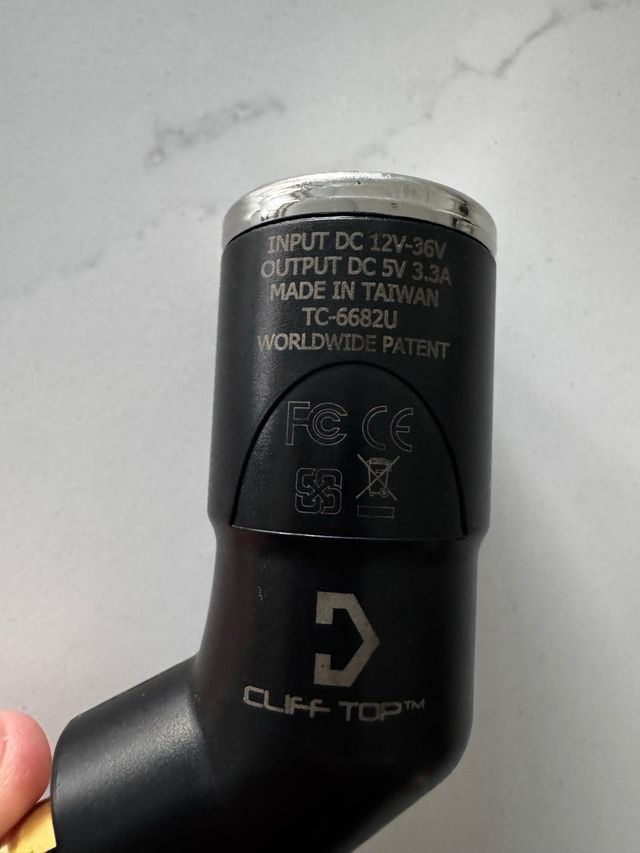 INPUT DC 12V-36V
OUTPUT DC 5V 3.3A
MADE IN TAIWAN
TC-6682U
WORLDWIDE PATENT
FC CE
CLIFF TOP™